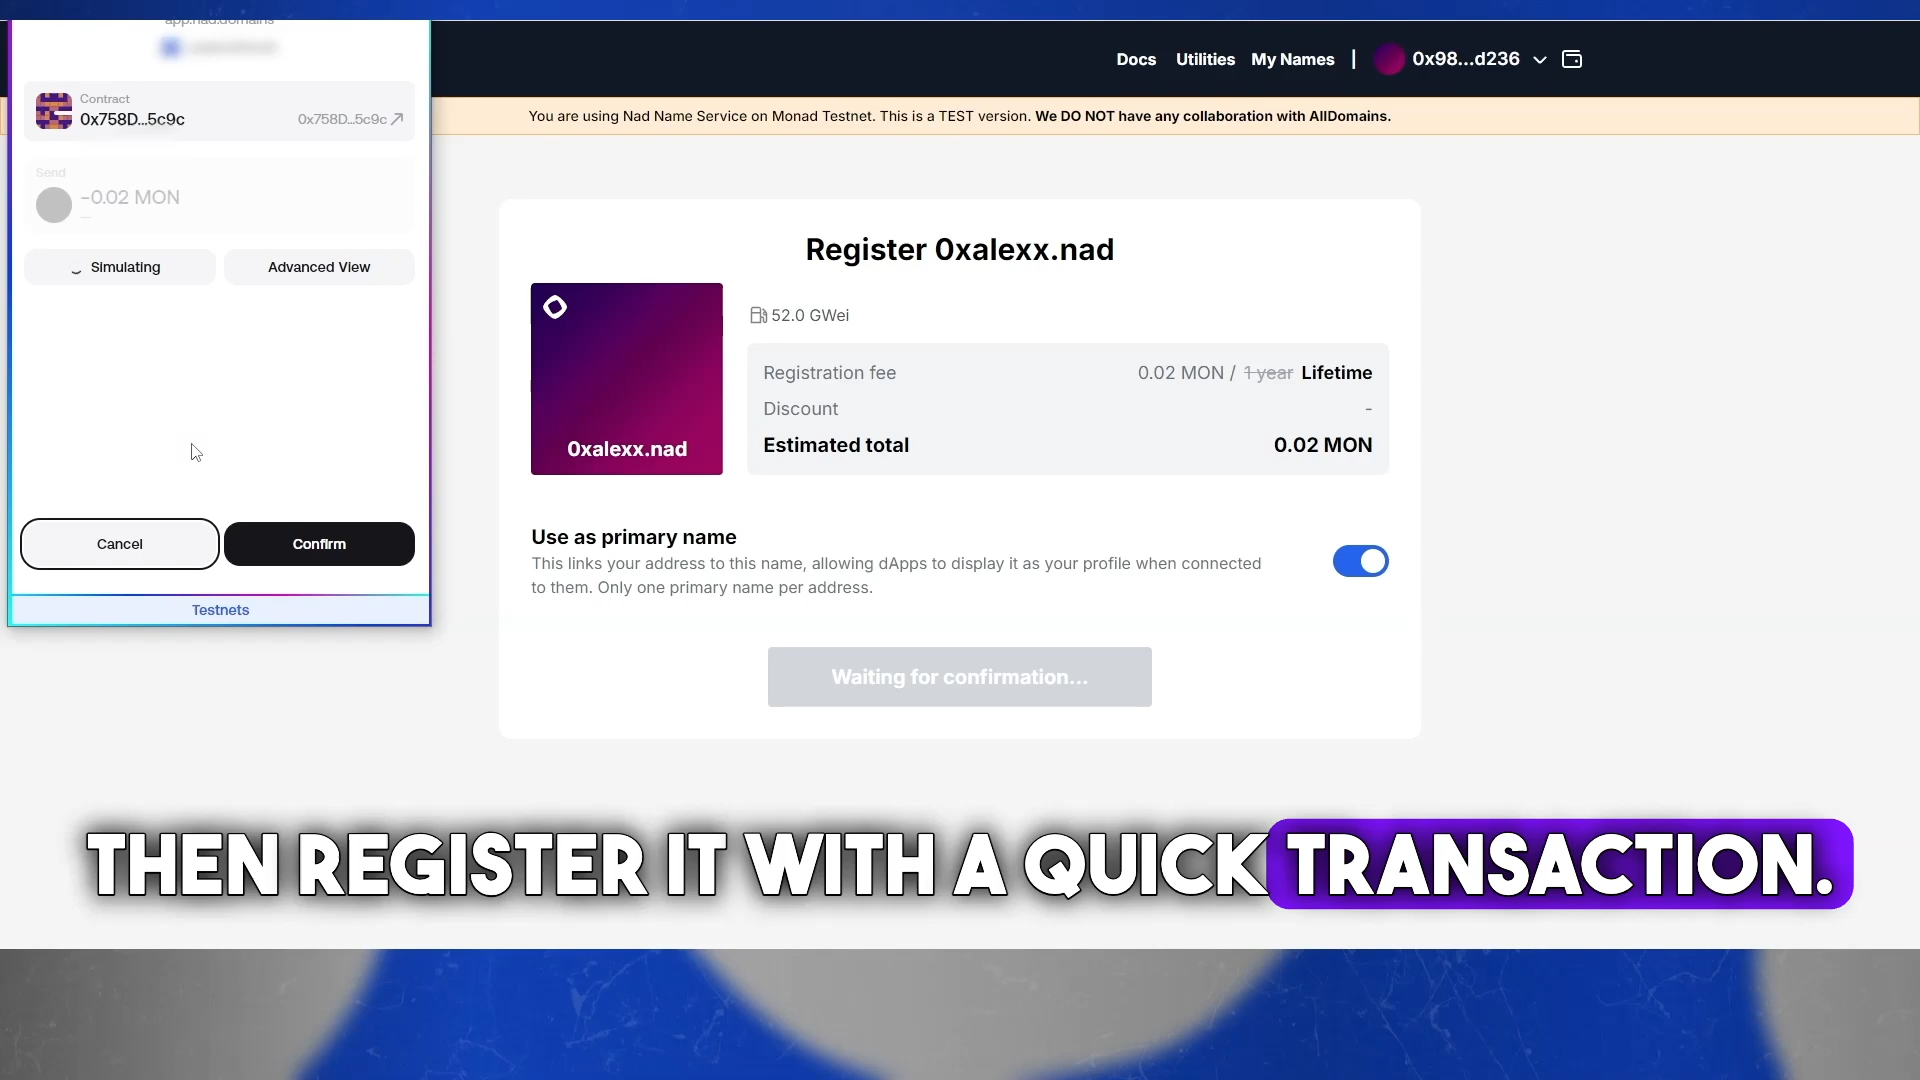 app.nad.domains
Contract
0x758D...5c9c
0x758D...5c9c
Send
-0.02 MON
Simulating
Advanced View
Cancel
Confirm
Testnets
Docs
Utilities
My Names
|
0x98...d236
You are using Nad Name Service on Monad Testnet. This is a TEST version. We DO NOT have any collaboration with AllDomains.
Register 0xalexx.nad
0xalexx.nad
52.0 GWei
Registration fee
0.02 MON / 1 year Lifetime
Discount
-
Estimated total
0.02 MON
Use as primary name
This links your address to this name, allowing dApps to display it as your profile when connected
to them. Only one primary name per address.
Waiting for confirmation...
THEN REGISTER IT WITH A QUICK TRANSACTION.